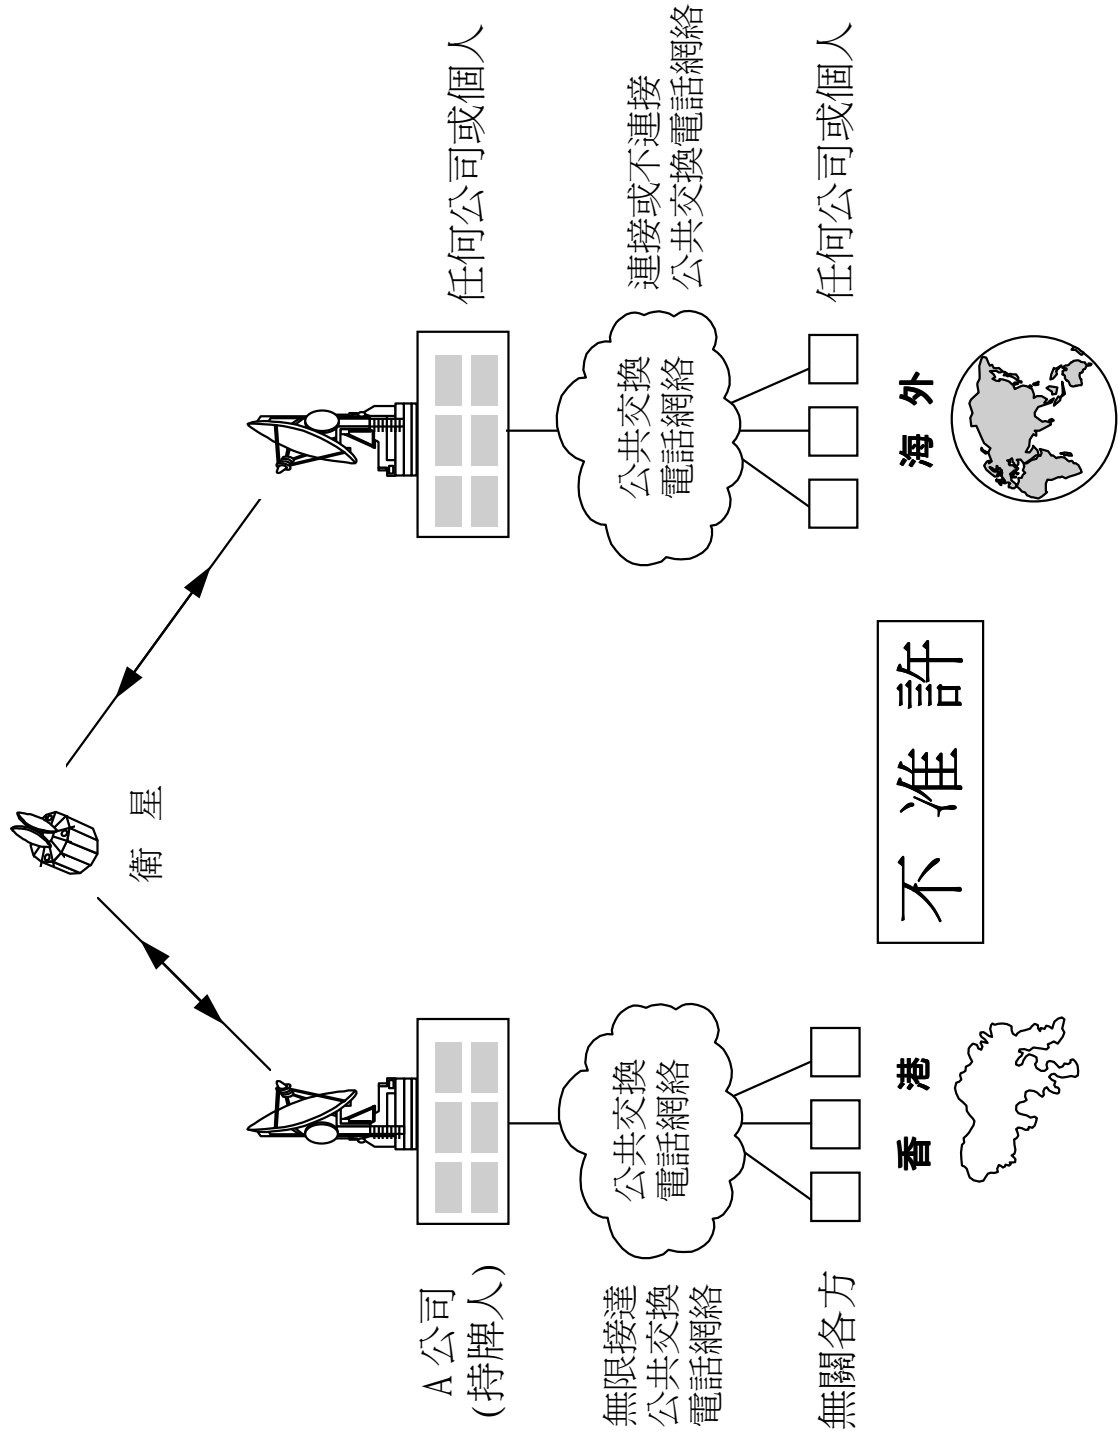 衛 星
A 公司
(持牌人)
任何公司或個人
無限接達
公共交換
電話網絡
公共交換
電話網絡
公共交換
電話網絡
連接或不連接
公共交換電話網絡
無關各方
任何公司或個人
香 港
不 准 許
海 外